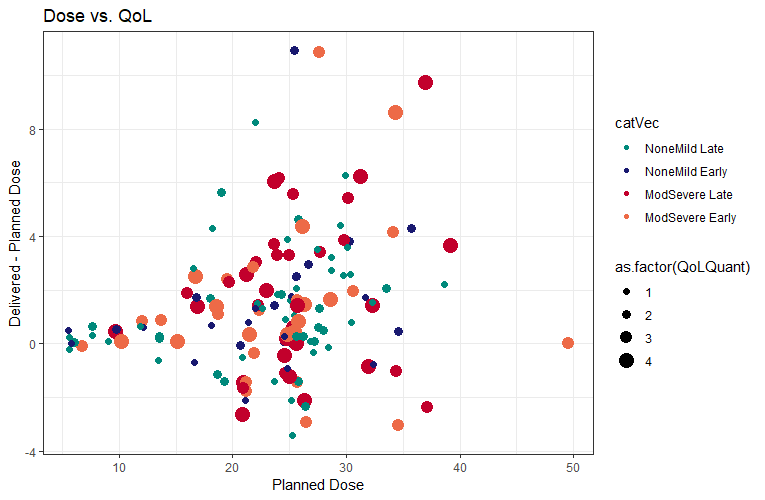 Dose vs. QoL
Delivered - Planned Dose
8
4
0
-4
10
20
30
40
50
Planned Dose
catVec
NoneMild Late
NoneMild Early
ModSevere Late
ModSevere Early
as.factor(QoLQuant)
1
2
3
4